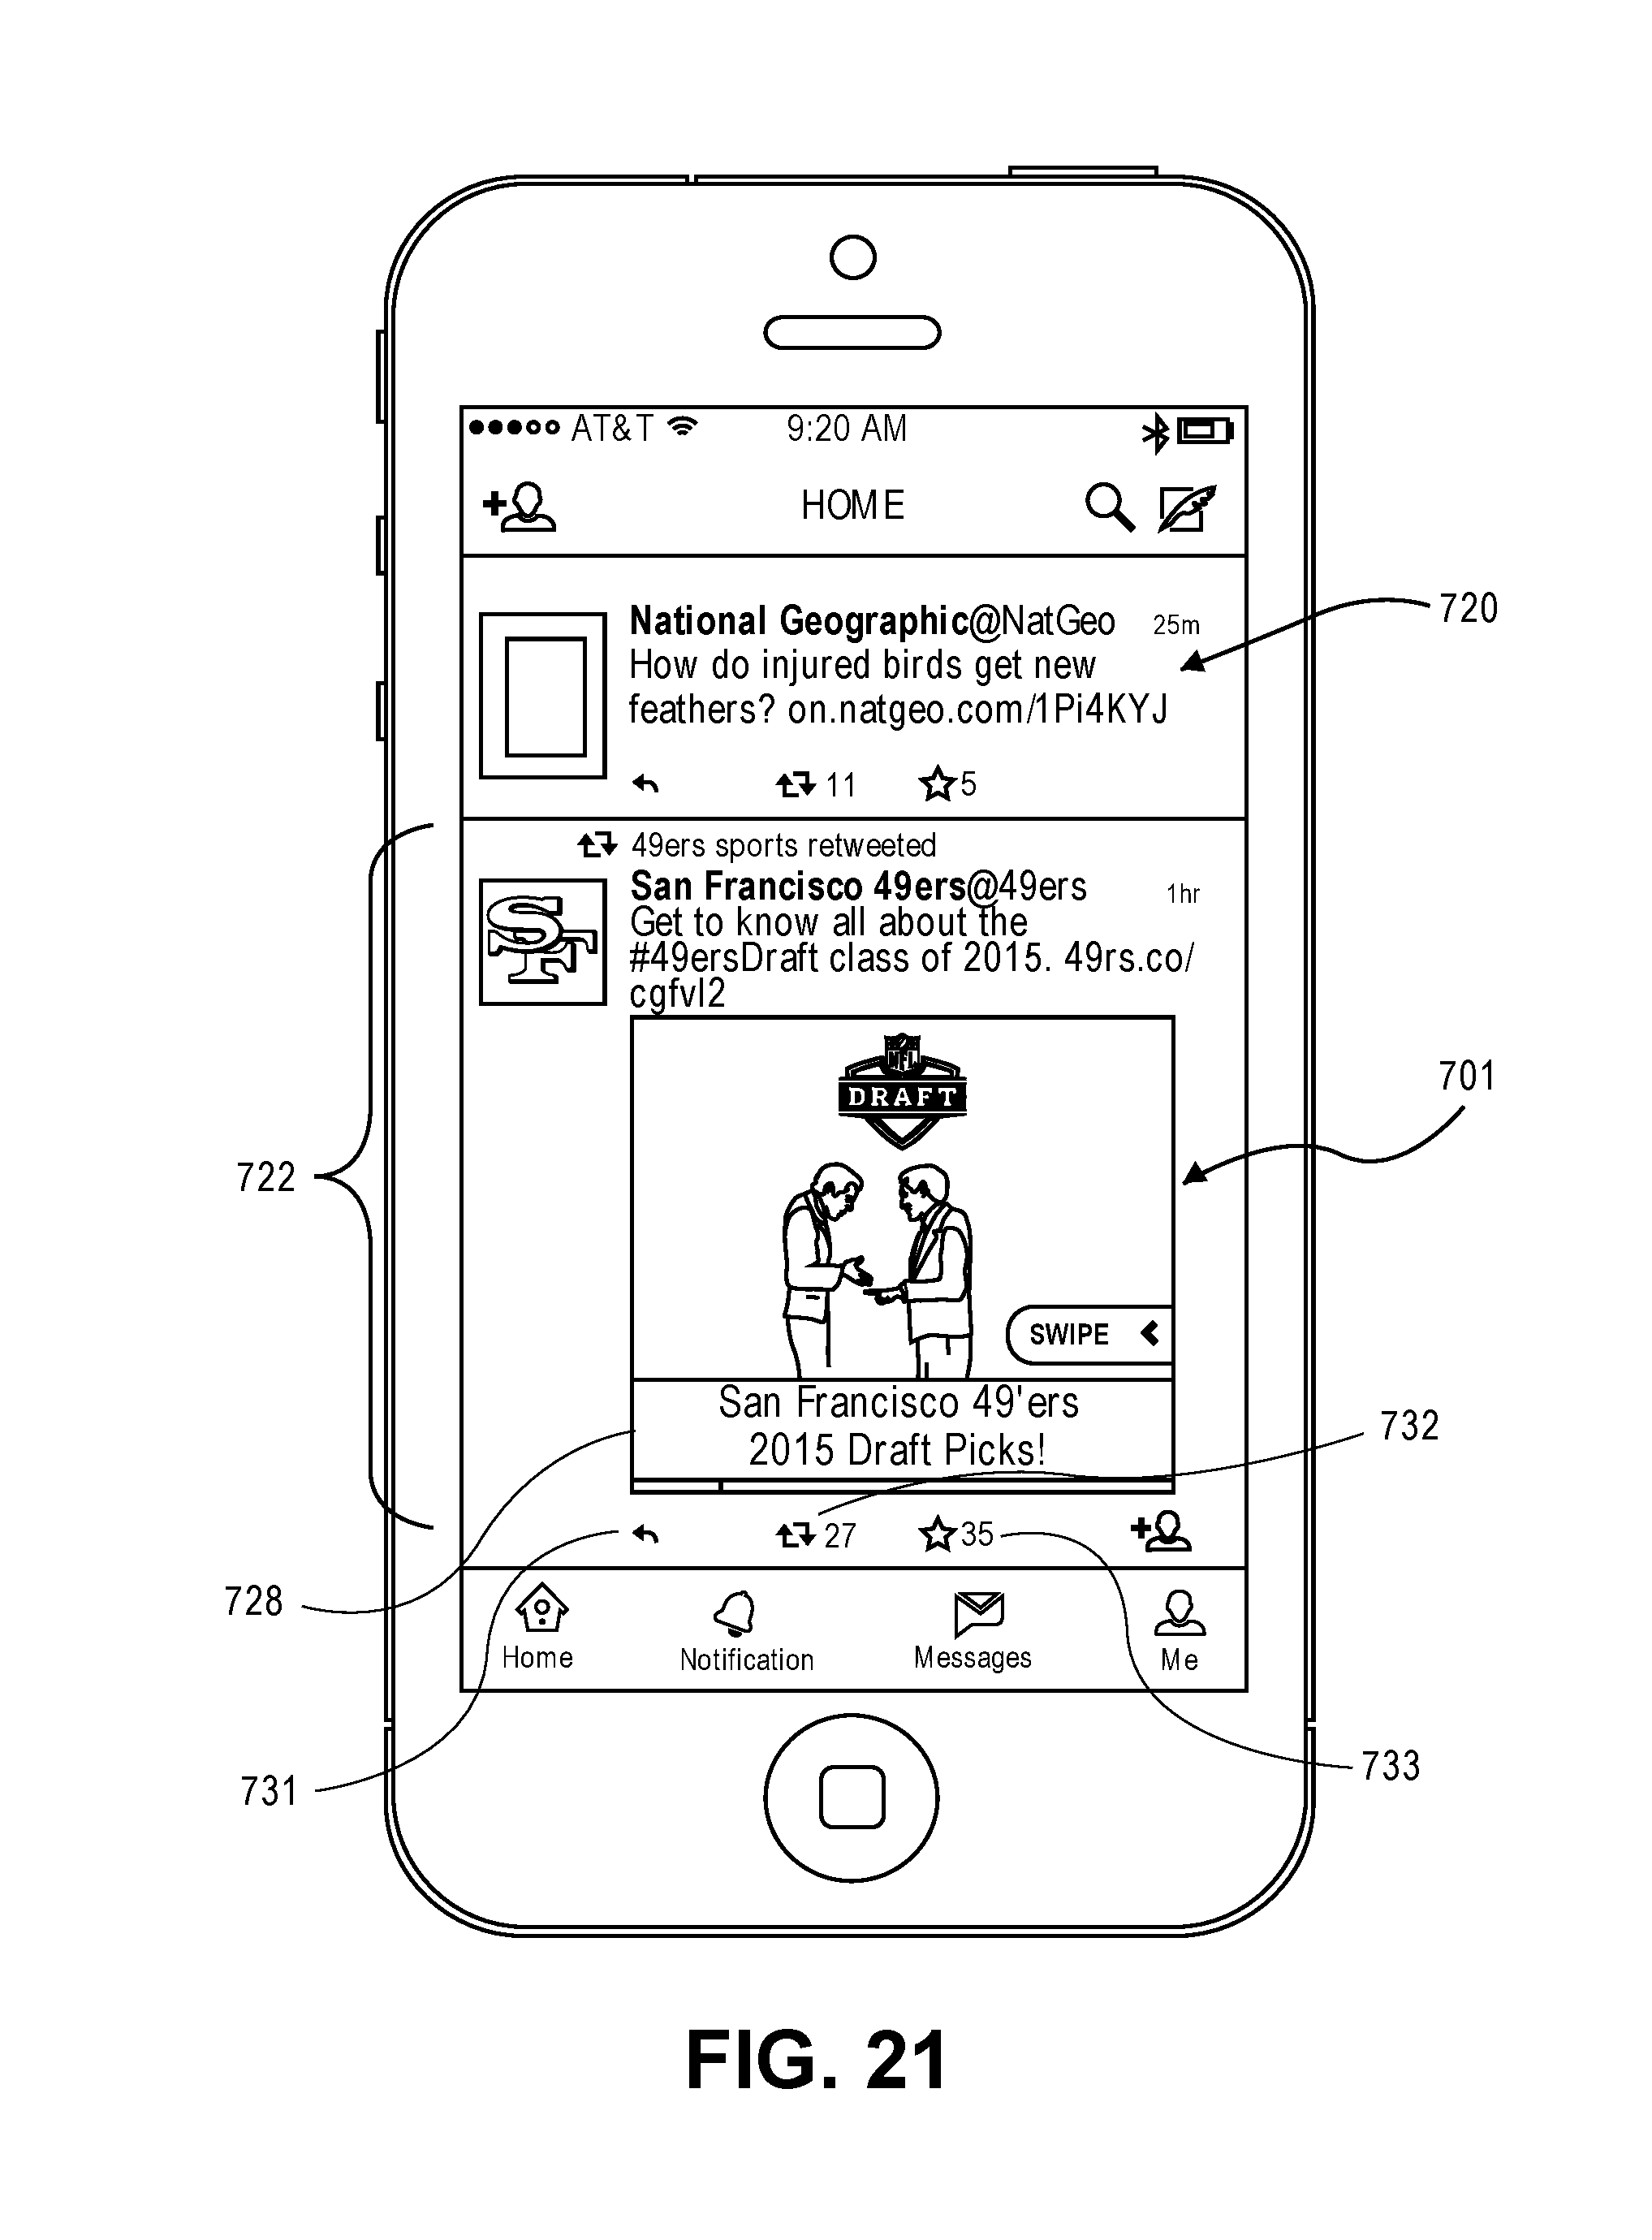 AT&T 9:20 AM
HOME
National Geographic@NatGeo 25m
How do injured birds get new
feathers? on.natgeo.com/1Pi4KYJ
11 5
720
49ers sports retweeted
San Francisco 49ers@49ers 1hr
Get to know all about the
#49ersDraft class of 2015. 49rs.co/
cgfvl2
SF
NFL
DRAFT
701
722
SWIPE
San Francisco 49'ers
2015 Draft Picks!
732
27 35
728
Home Notification Messages Me
731
733
FIG. 21